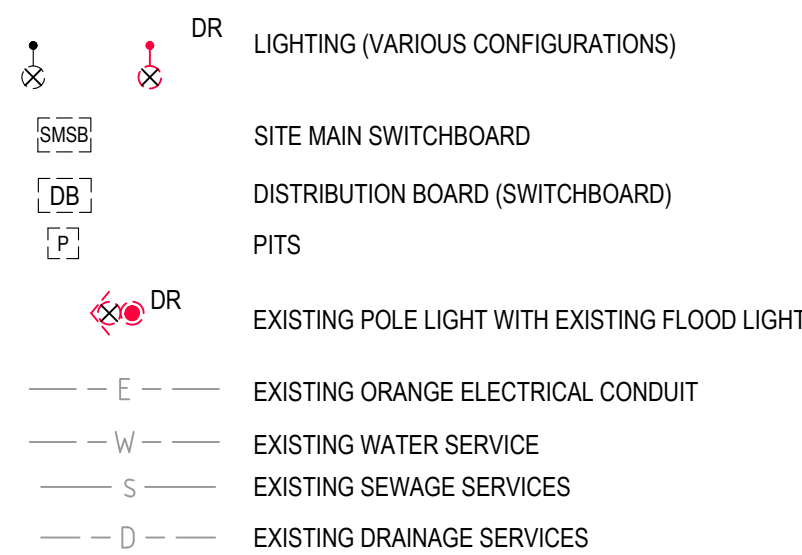 DR
LIGHTING (VARIOUS CONFIGURATIONS)
SMSB SITE MAIN SWITCHBOARD
DB DISTRIBUTION BOARD (SWITCHBOARD)
P PITS
DR
EXISTING POLE LIGHT WITH EXISTING FLOOD LIGHT
E EXISTING ORANGE ELECTRICAL CONDUIT
W EXISTING WATER SERVICE
S EXISTING SEWAGE SERVICES
D EXISTING DRAINAGE SERVICES